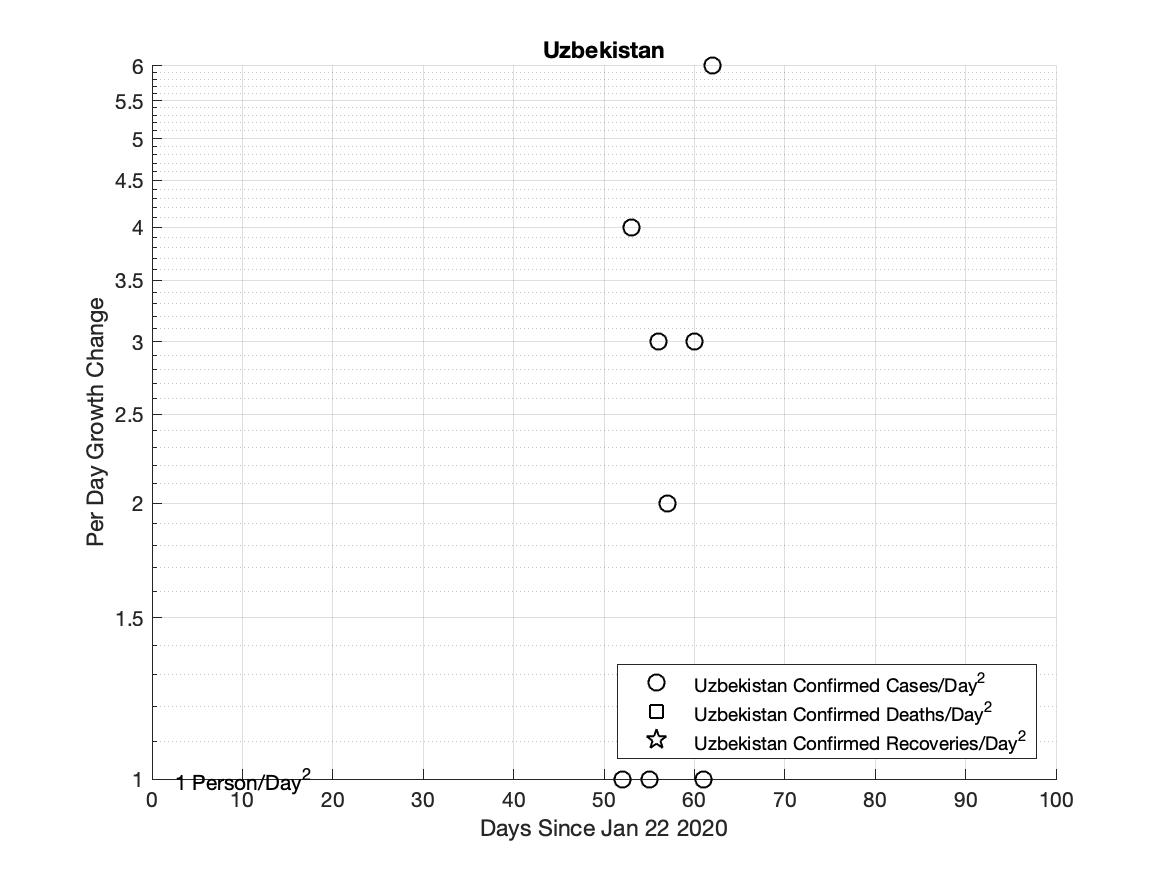 Uzbekistan
6
5.5
5
4.5
4
3.5
3
2.5
2
1.5
1
Per Day Growth Change
Uzbekistan Confirmed Cases/Day²
Uzbekistan Confirmed Deaths/Day²
Uzbekistan Confirmed Recoveries/Day²
1 Person/Day²
0 10 20 30 40 50 60 70 80 90 100
Days Since Jan 22 2020